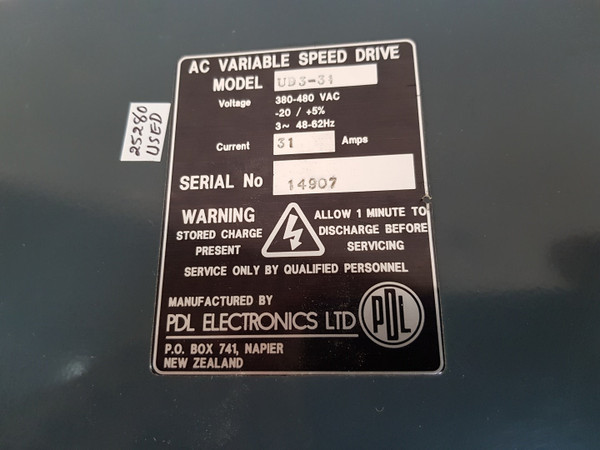 AC VARIABLE SPEED DRIVE
MODEL UD3-31
Voltage 380-480 VAC
-20 / +5%
3~ 48-62Hz
Current 31 Amps
SERIAL No 14907
WARNING
STORED CHARGE
PRESENT
ALLOW 1 MINUTE TO
DISCHARGE BEFORE
SERVICING
SERVICE ONLY BY QUALIFIED PERSONNEL
MANUFACTURED BY
PDL ELECTRONICS LTD
PDL
P.O. BOX 741, NAPIER
NEW ZEALAND
25280
USED